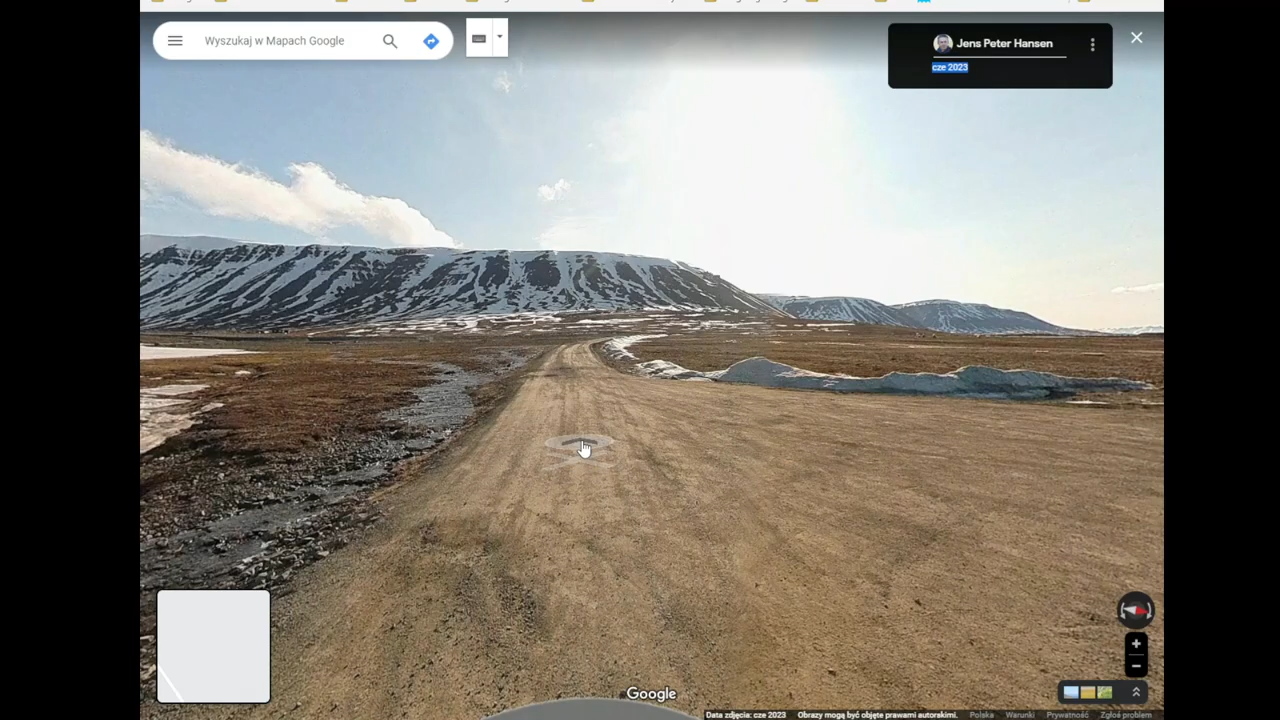 Wyszukaj w Mapach Google
Jens Peter Hansen
cze 2023
Google
Data zdjęcia: cze 2023 Obrazy mogą być objęte prawami autorskimi. Polska Warunki Prywatność Zgłoś problem